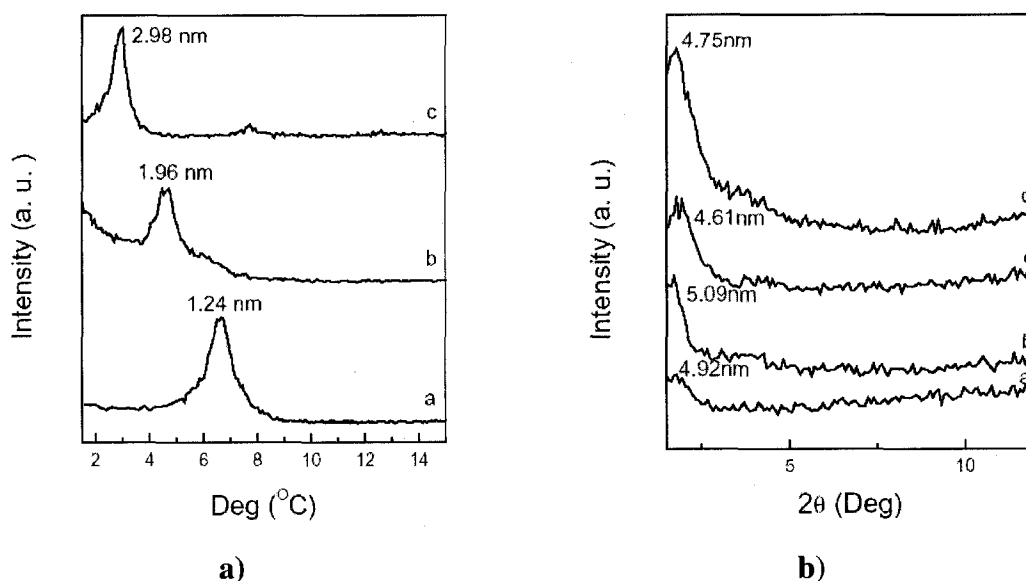 2.98 nm
c
1.96 nm
b
1.24 nm
a
Intensity (a. u. )
2 4 6 8 10 12 14
Deg (°C)
a)
4.75nm
4.61nm
5.09nm
b
4.92nm
a
Intensity (a. u.)
5 10
2θ (Deg)
b)